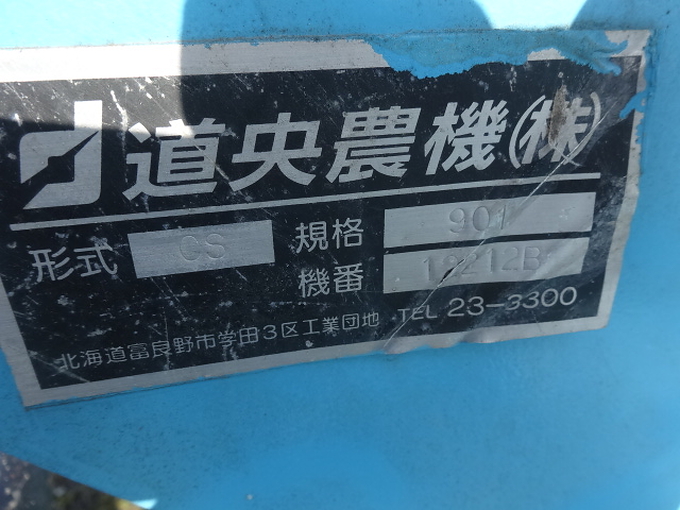 道央農機(株)
形式 CS 規格 901
機番 18212B
北海道富良野市学田3区工業団地 TEL 23-3300